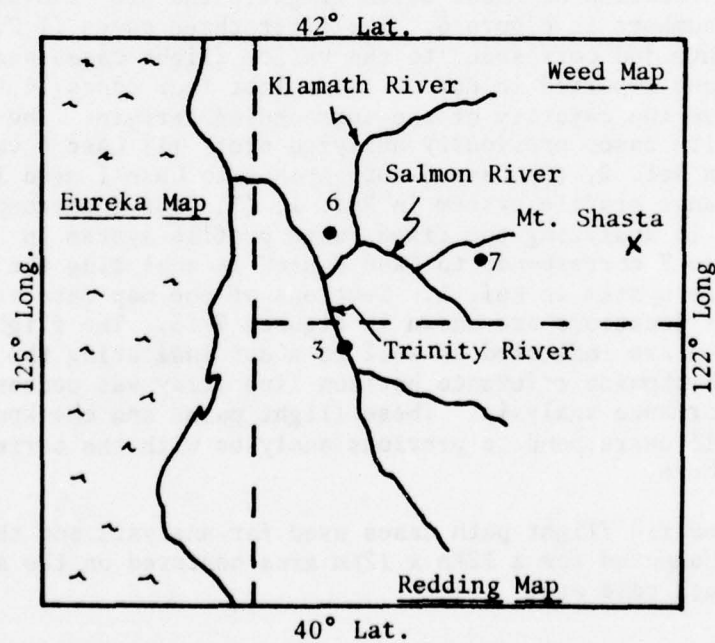 42° Lat.
Weed Map
Klamath River
Salmon River
Eureka Map
6
Mt. Shasta
7
125° Long.
122° Long
3
Trinity River
Redding Map
40° Lat.